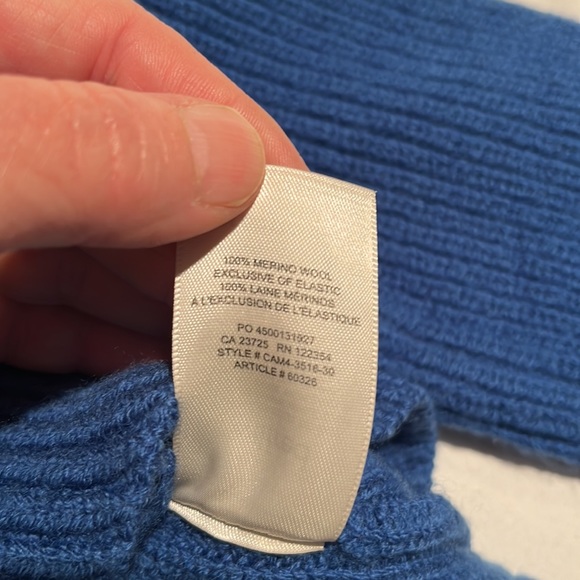 100% MERINO WOOL
EXCLUSIVE OF ELASTIC
100% LAINE MERINOS
A L'EXCLUSION DE L'ÉLASTIQUE
PO 4500131927
CA 23725 RN 122354
STYLE # CAM4-3516-30
ARTICLE # 60326